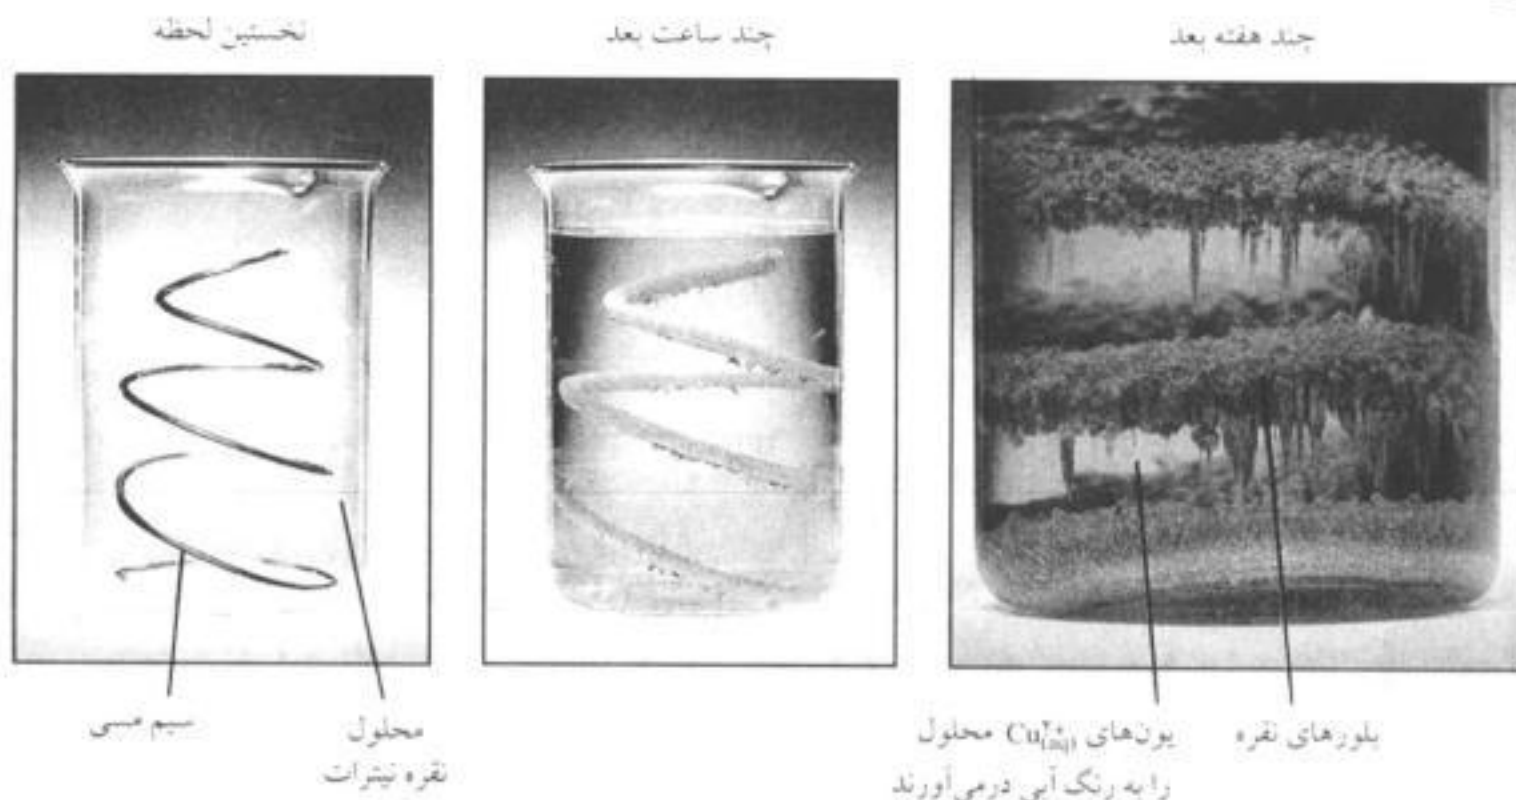 نخستین لحظه
چند ساعت بعد
چند هفته بعد
سیم مسی
محلول
نقره نیترات
یون‌های Cu²⁺(aq) محلول
را به رنگ آبی درمی‌آورند
بلورهای نقره